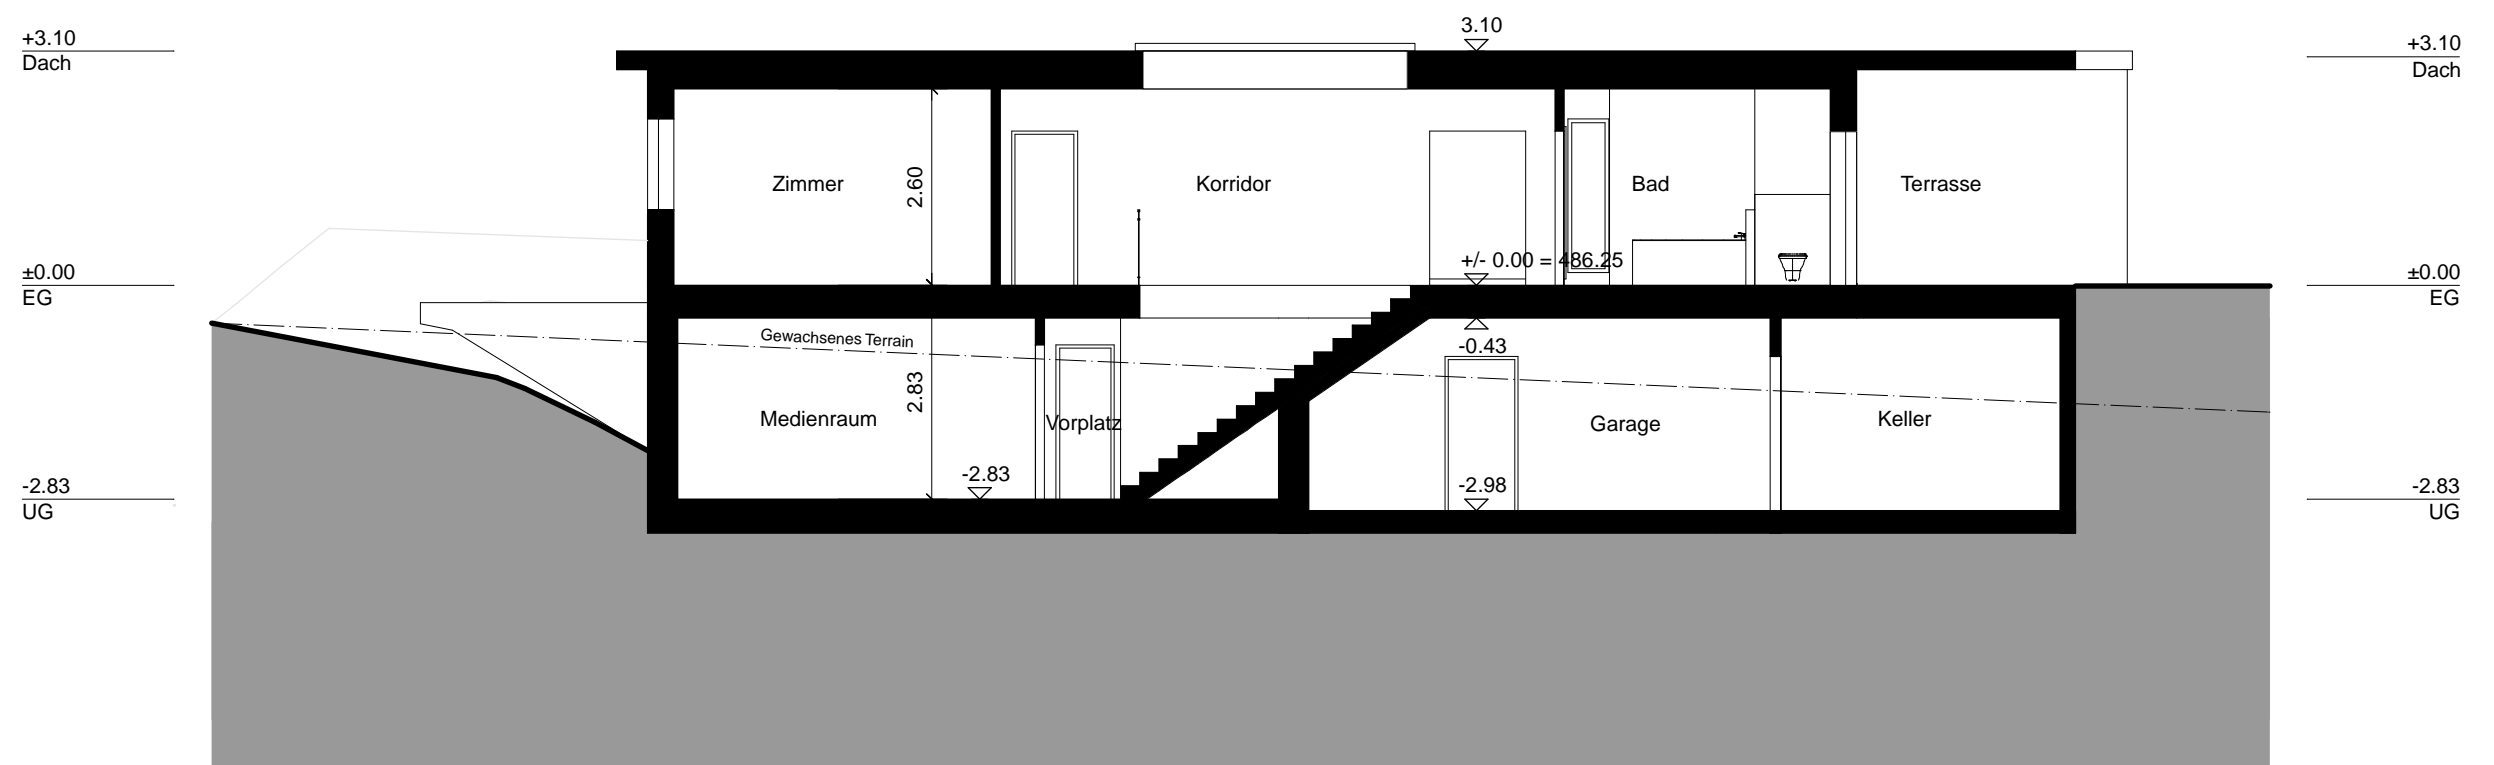 3.10
+3.10
Dach
+3.10
Dach
2.60
Zimmer
Korridor
Bad
Terrasse
+/- 0.00 = 486.25
±0.00
EG
±0.00
EG
Gewachsenes Terrain
-0.43
2.83
Medienraum
Vorplatz
Garage
Keller
-2.83
-2.98
-2.83
UG
-2.83
UG